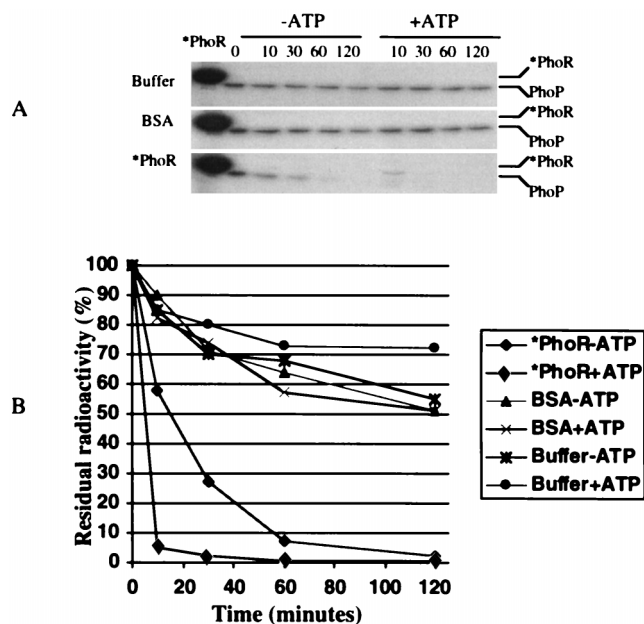 -ATP +ATP
*PhoR 0 10 30 60 120 10 30 60 120
A
Buffer *PhoR
PhoP
BSA *PhoR
PhoP
*PhoR *PhoR
PhoP
B
Residual radioactivity (%)
100
90
80
70
60
50
40
30
20
10
0
0 20 40 60 80 100 120
Time (minutes)
*PhoR-ATP
*PhoR+ATP
BSA-ATP
BSA+ATP
Buffer-ATP
Buffer+ATP